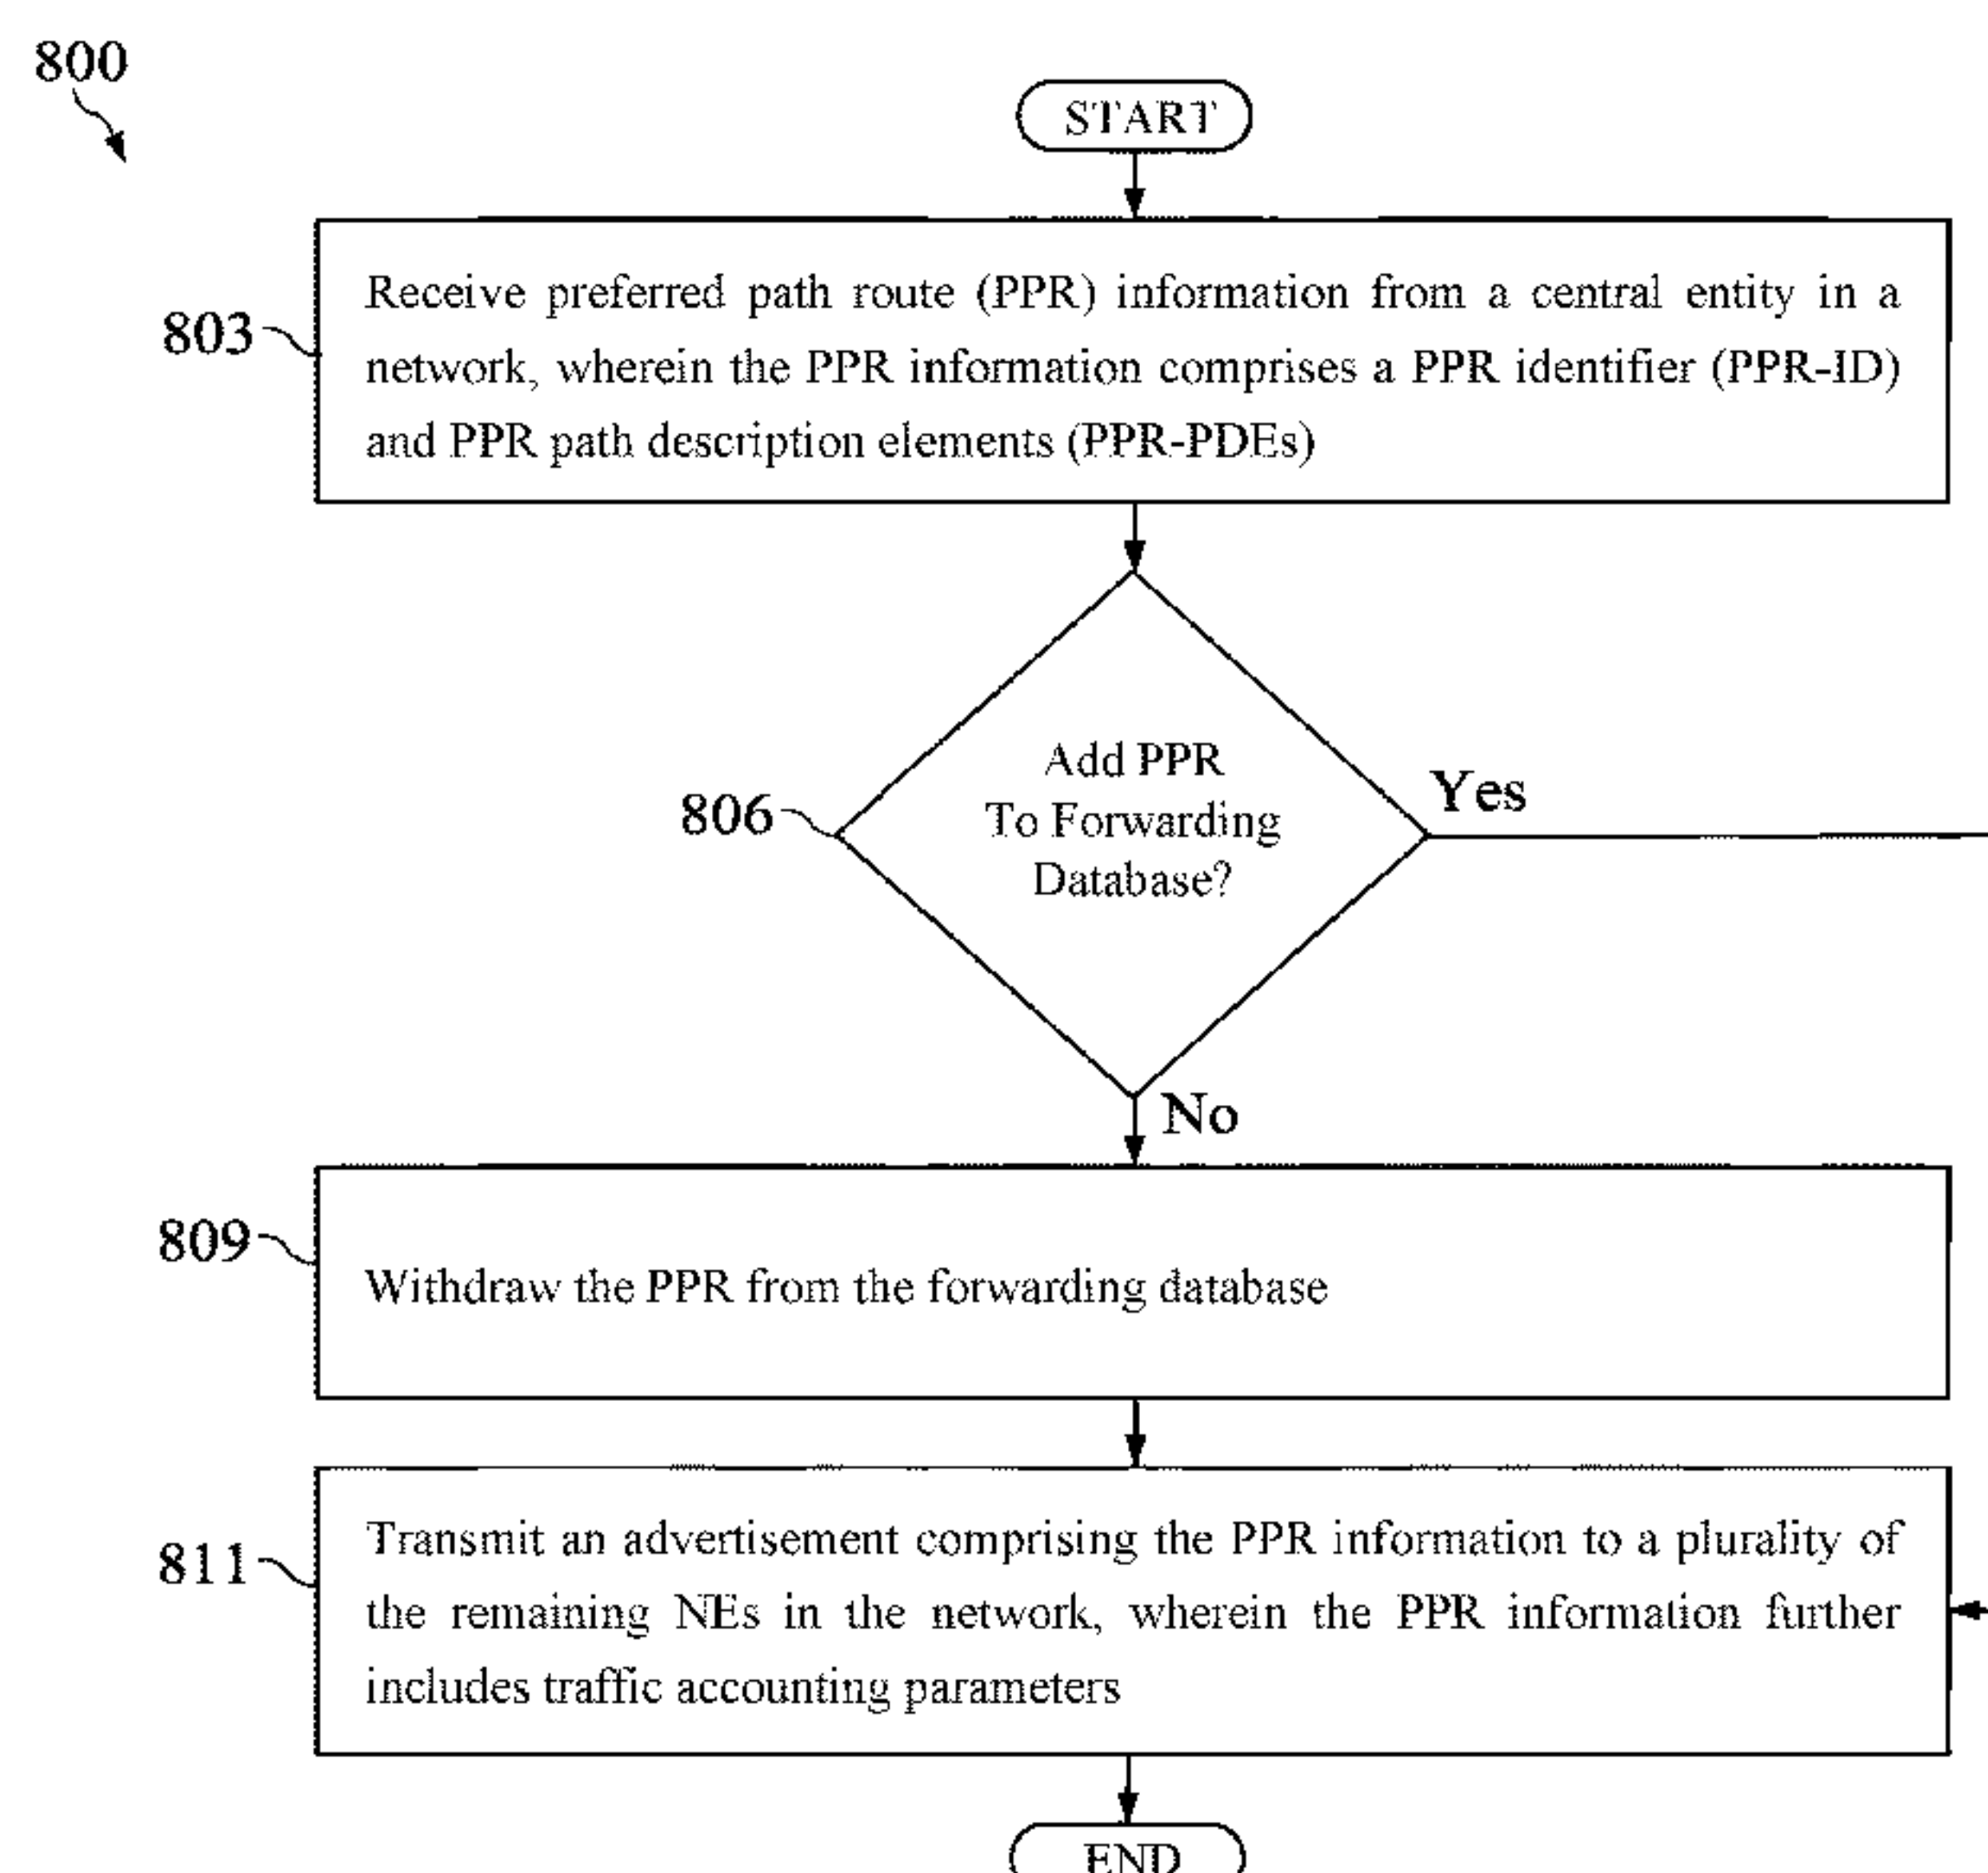 800
START
803
Receive preferred path route (PPR) information from a central entity in a
network, wherein the PPR information comprises a PPR identifier (PPR-ID)
and PPR path description elements (PPR-PDEs)
806
Add PPR
To Forwarding
Database?
Yes
No
809
Withdraw the PPR from the forwarding database
811
Transmit an advertisement comprising the PPR information to a plurality of
the remaining NEs in the network, wherein the PPR information further
includes traffic accounting parameters
END